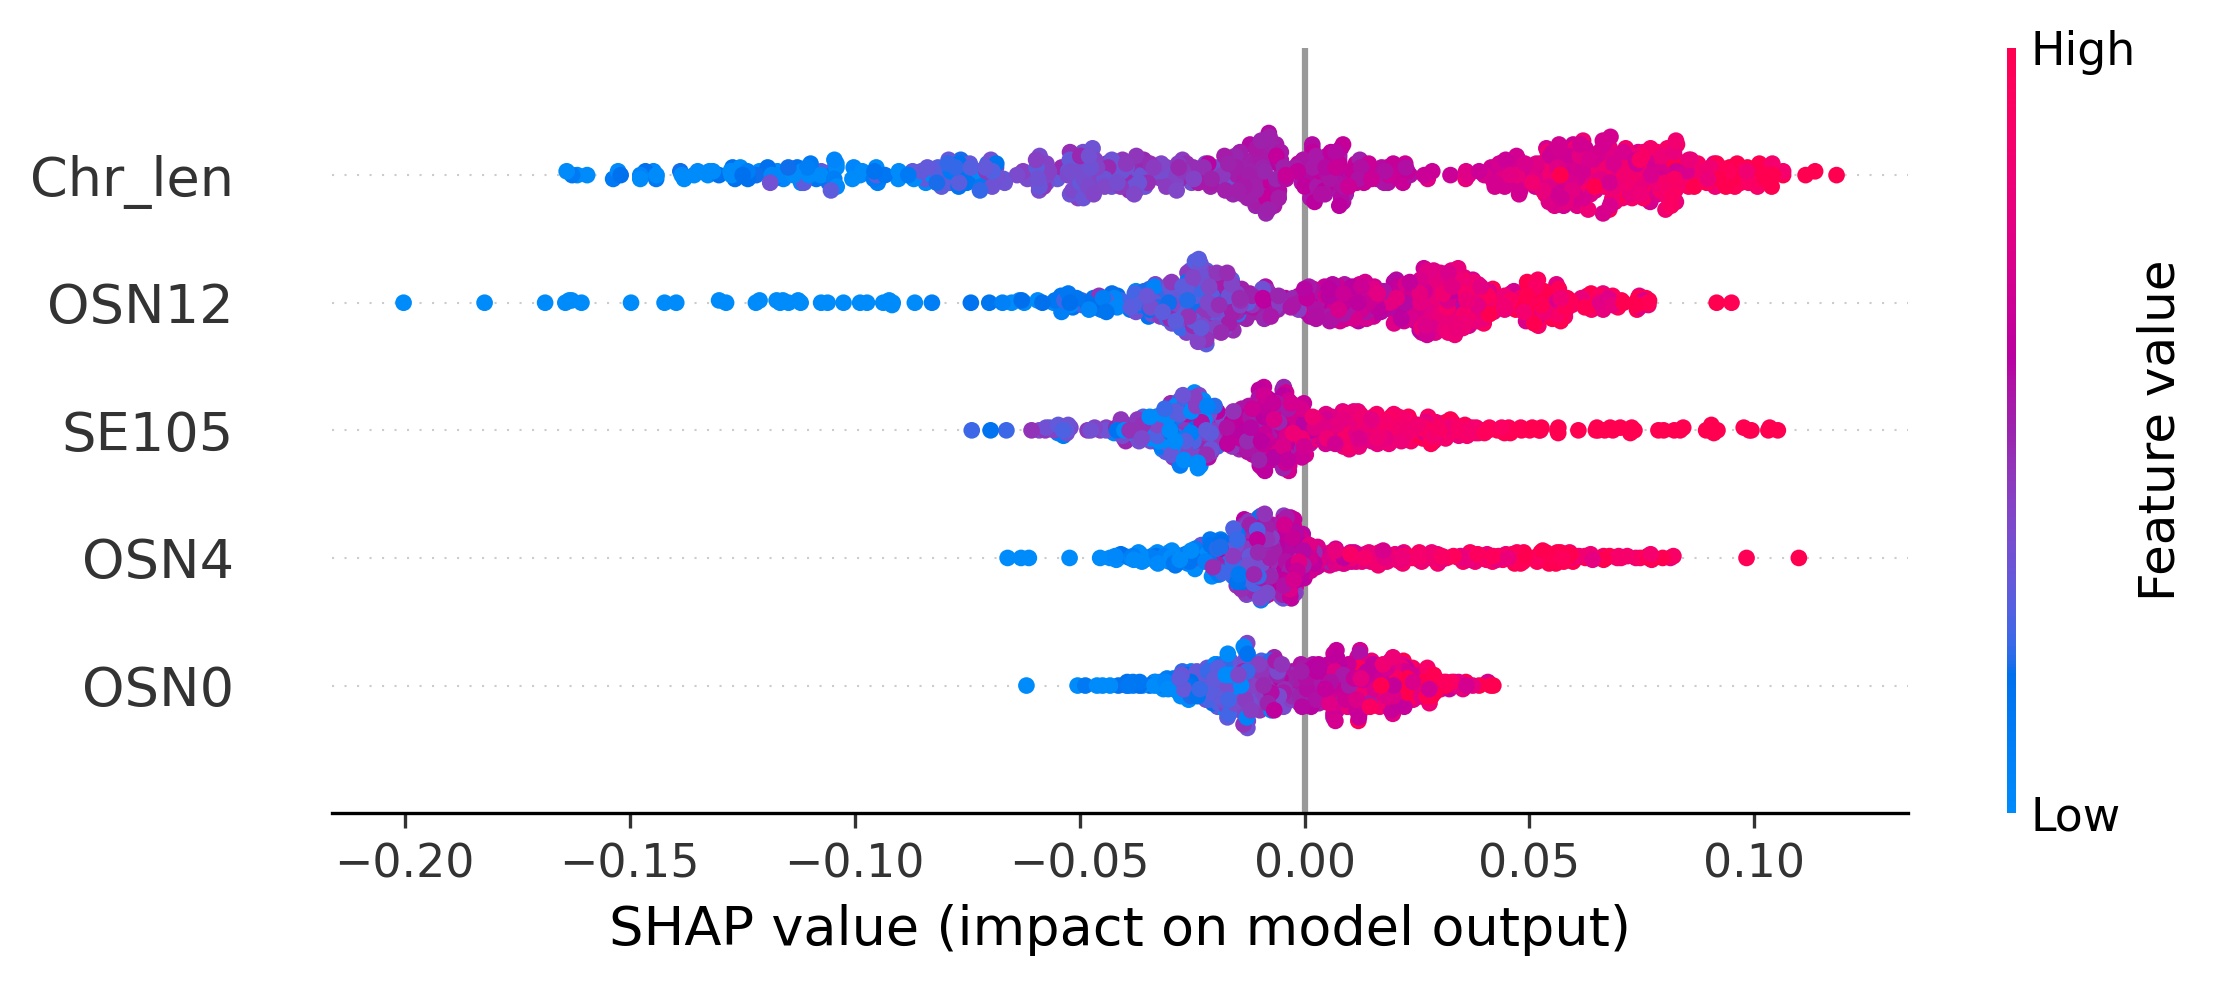 High
Chr_len
OSN12
SE105
OSN4
OSN0
Feature value
Low
−0.20 −0.15 −0.10 −0.05 0.00 0.05 0.10
SHAP value (impact on model output)